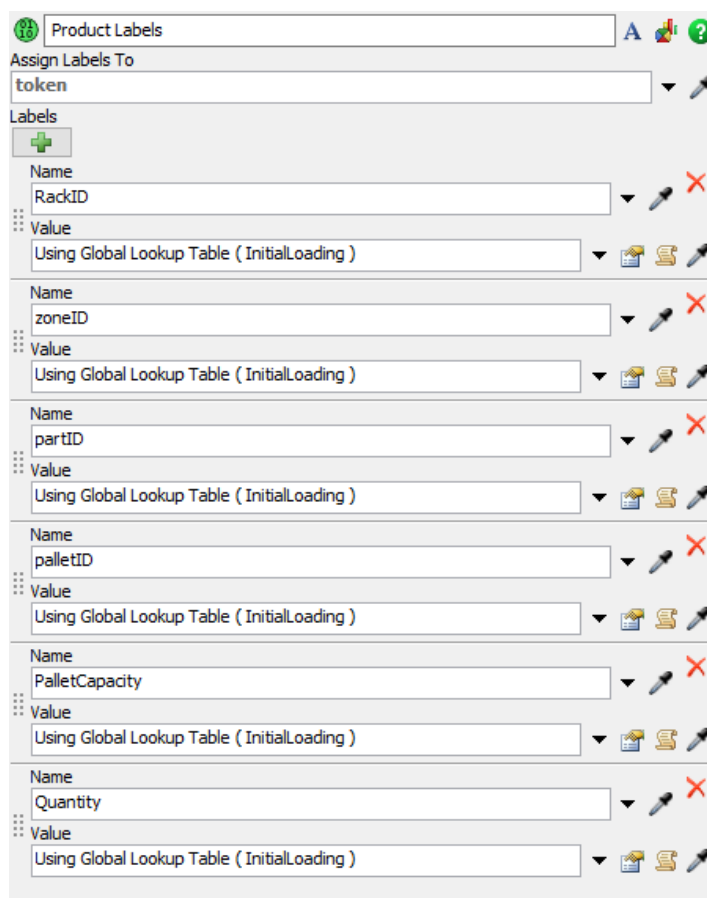 Product Labels
Assign Labels To
token
Labels
Name
RackID
Value
Using Global Lookup Table ( InitialLoading )
Name
zoneID
Value
Using Global Lookup Table ( InitialLoading )
Name
partID
Value
Using Global Lookup Table ( InitialLoading )
Name
palletID
Value
Using Global Lookup Table ( InitialLoading )
Name
PalletCapacity
Value
Using Global Lookup Table ( InitialLoading )
Name
Quantity
Value
Using Global Lookup Table ( InitialLoading )